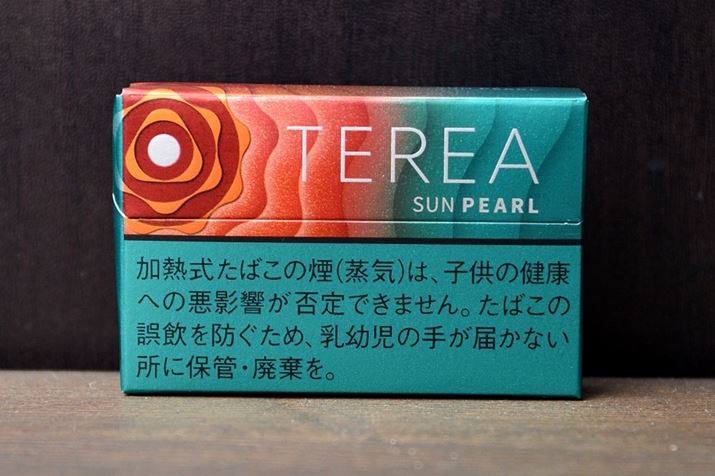 TEREA
SUN PEARL
加熱式たばこの煙(蒸気)は、子供の健康
への悪影響が否定できません。たばこの
誤飲を防ぐため、乳幼児の手が届かない
所に保管・廃棄を。